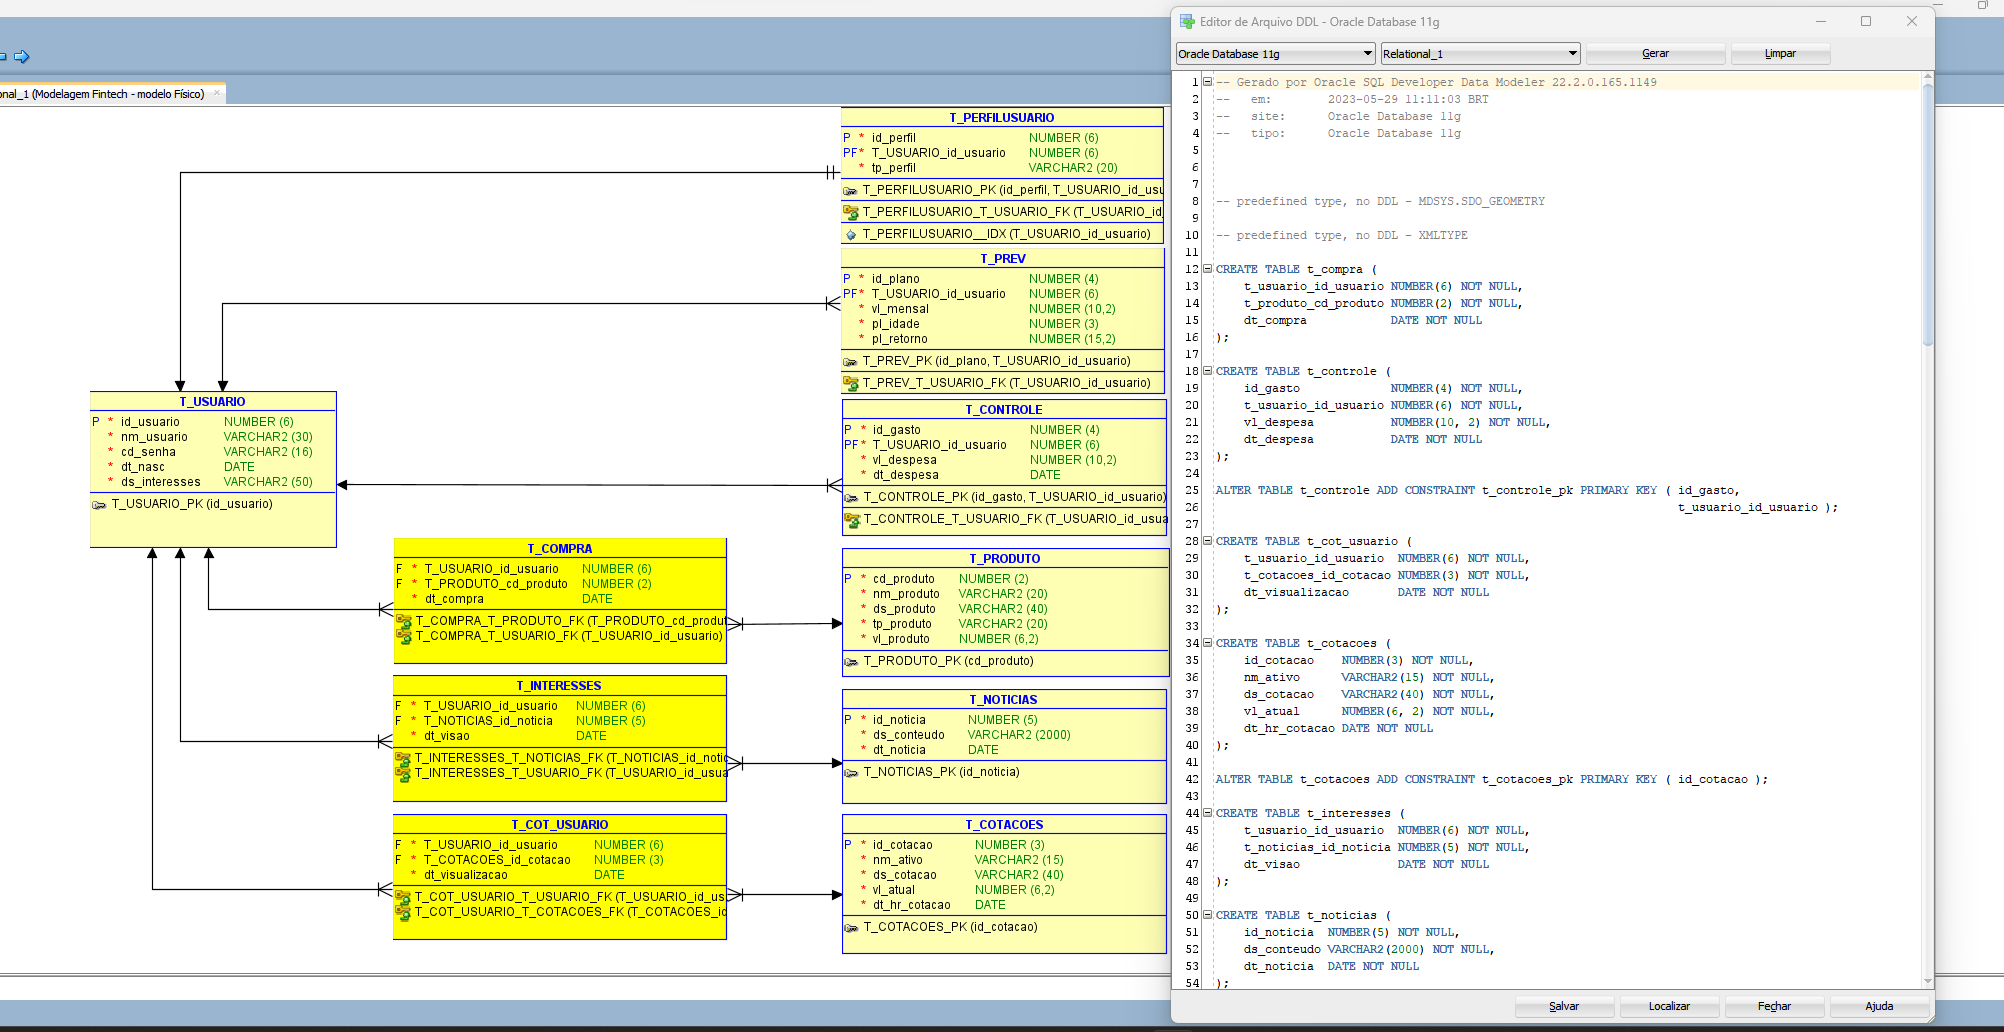 onal_1 (Modelagem Fintech - modelo Físico)
T_PERFILUSUARIO
P * id_perfil NUMBER (6)
PF* T_USUARIO_id_usuario NUMBER (6)
* tp_perfil VARCHAR2 (20)
T_PERFILUSUARIO_PK (id_perfil, T_USUARIO_id_usu
T_PERFILUSUARIO_T_USUARIO_FK (T_USUARIO_id
T_PERFILUSUARIO__IDX (T_USUARIO_id_usuario)
T_PREV
P * id_plano NUMBER (4)
PF* T_USUARIO_id_usuario NUMBER (6)
* vl_mensal NUMBER (10,2)
* pl_idade NUMBER (3)
* pl_retorno NUMBER (15,2)
T_PREV_PK (id_plano, T_USUARIO_id_usuario)
T_PREV_T_USUARIO_FK (T_USUARIO_id_usuario)
T_USUARIO
P * id_usuario NUMBER (6)
* nm_usuario VARCHAR2 (30)
* cd_senha VARCHAR2 (16)
* dt_nasc DATE
* ds_interesses VARCHAR2 (50)
T_USUARIO_PK (id_usuario)
T_CONTROLE
P * id_gasto NUMBER (4)
PF* T_USUARIO_id_usuario NUMBER (6)
* vl_despesa NUMBER (10,2)
* dt_despesa DATE
T_CONTROLE_PK (id_gasto, T_USUARIO_id_usuario)
T_CONTROLE_T_USUARIO_FK (T_USUARIO_id_usua
T_COMPRA
F * T_USUARIO_id_usuario NUMBER (6)
F * T_PRODUTO_cd_produto NUMBER (2)
* dt_compra DATE
T_COMPRA_T_PRODUTO_FK (T_PRODUTO_cd_produt
T_COMPRA_T_USUARIO_FK (T_USUARIO_id_usuario)
T_PRODUTO
P * cd_produto NUMBER (2)
* nm_produto VARCHAR2 (20)
* ds_produto VARCHAR2 (40)
* tp_produto VARCHAR2 (20)
* vl_produto NUMBER (6,2)
T_PRODUTO_PK (cd_produto)
T_INTERESSES
F * T_USUARIO_id_usuario NUMBER (6)
F * T_NOTICIAS_id_noticia NUMBER (5)
* dt_visao DATE
T_INTERESSES_T_NOTICIAS_FK (T_NOTICIAS_id_notic
T_INTERESSES_T_USUARIO_FK (T_USUARIO_id_usua
T_NOTICIAS
P * id_noticia NUMBER (5)
* ds_conteudo VARCHAR2 (2000)
* dt_noticia DATE
T_NOTICIAS_PK (id_noticia)
T_COT_USUARIO
F * T_USUARIO_id_usuario NUMBER (6)
F * T_COTACOES_id_cotacao NUMBER (3)
* dt_visualizacao DATE
T_COT_USUARIO_T_USUARIO_FK (T_USUARIO_id_us
T_COT_USUARIO_T_COTACOES_FK (T_COTACOES_id
T_COTACOES
P * id_cotacao NUMBER (3)
* nm_ativo VARCHAR2 (15)
* ds_cotacao VARCHAR2 (40)
* vl_atual NUMBER (6,2)
* dt_hr_cotacao DATE
T_COTACOES_PK (id_cotacao)
Editor de Arquivo DDL - Oracle Database 11g
Oracle Database 11g Relational_1 Gerar Limpar
1 -- Gerado por Oracle SQL Developer Data Modeler 22.2.0.165.1149
2 -- em: 2023-05-29 11:11:03 BRT
3 -- site: Oracle Database 11g
4 -- tipo: Oracle Database 11g
5
6
7
8 -- predefined type, no DDL - MDSYS.SDO_GEOMETRY
9
10 -- predefined type, no DDL - XMLTYPE
11
12 CREATE TABLE t_compra (
13 t_usuario_id_usuario NUMBER(6) NOT NULL,
14 t_produto_cd_produto NUMBER(2) NOT NULL,
15 dt_compra DATE NOT NULL
16 );
17
18 CREATE TABLE t_controle (
19 id_gasto NUMBER(4) NOT NULL,
20 t_usuario_id_usuario NUMBER(6) NOT NULL,
21 vl_despesa NUMBER(10, 2) NOT NULL,
22 dt_despesa DATE NOT NULL
23 );
24
25 ALTER TABLE t_controle ADD CONSTRAINT t_controle_pk PRIMARY KEY ( id_gasto,
26 t_usuario_id_usuario );
27
28 CREATE TABLE t_cot_usuario (
29 t_usuario_id_usuario NUMBER(6) NOT NULL,
30 t_cotacoes_id_cotacao NUMBER(3) NOT NULL,
31 dt_visualizacao DATE NOT NULL
32 );
33
34 CREATE TABLE t_cotacoes (
35 id_cotacao NUMBER(3) NOT NULL,
36 nm_ativo VARCHAR2(15) NOT NULL,
37 ds_cotacao VARCHAR2(40) NOT NULL,
38 vl_atual NUMBER(6, 2) NOT NULL,
39 dt_hr_cotacao DATE NOT NULL
40 );
41
42 ALTER TABLE t_cotacoes ADD CONSTRAINT t_cotacoes_pk PRIMARY KEY ( id_cotacao );
43
44 CREATE TABLE t_interesses (
45 t_usuario_id_usuario NUMBER(6) NOT NULL,
46 t_noticias_id_noticia NUMBER(5) NOT NULL,
47 dt_visao DATE NOT NULL
48 );
49
50 CREATE TABLE t_noticias (
51 id_noticia NUMBER(5) NOT NULL,
52 ds_conteudo VARCHAR2(2000) NOT NULL,
53 dt_noticia DATE NOT NULL
54 );
Salvar Localizar Fechar Ajuda